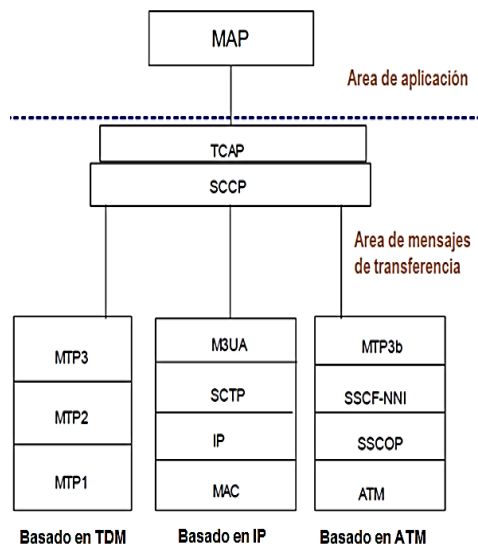 MAP
Area de aplicación
TCAP
SCCP
Area de mensajes
de transferencia
MTP3
MTP2
MTP1
M3UA
SCTP
IP
MAC
MTP3b
SSCF-NNI
SSCOP
ATM
Basado en TDM
Basado en IP
Basado en ATM